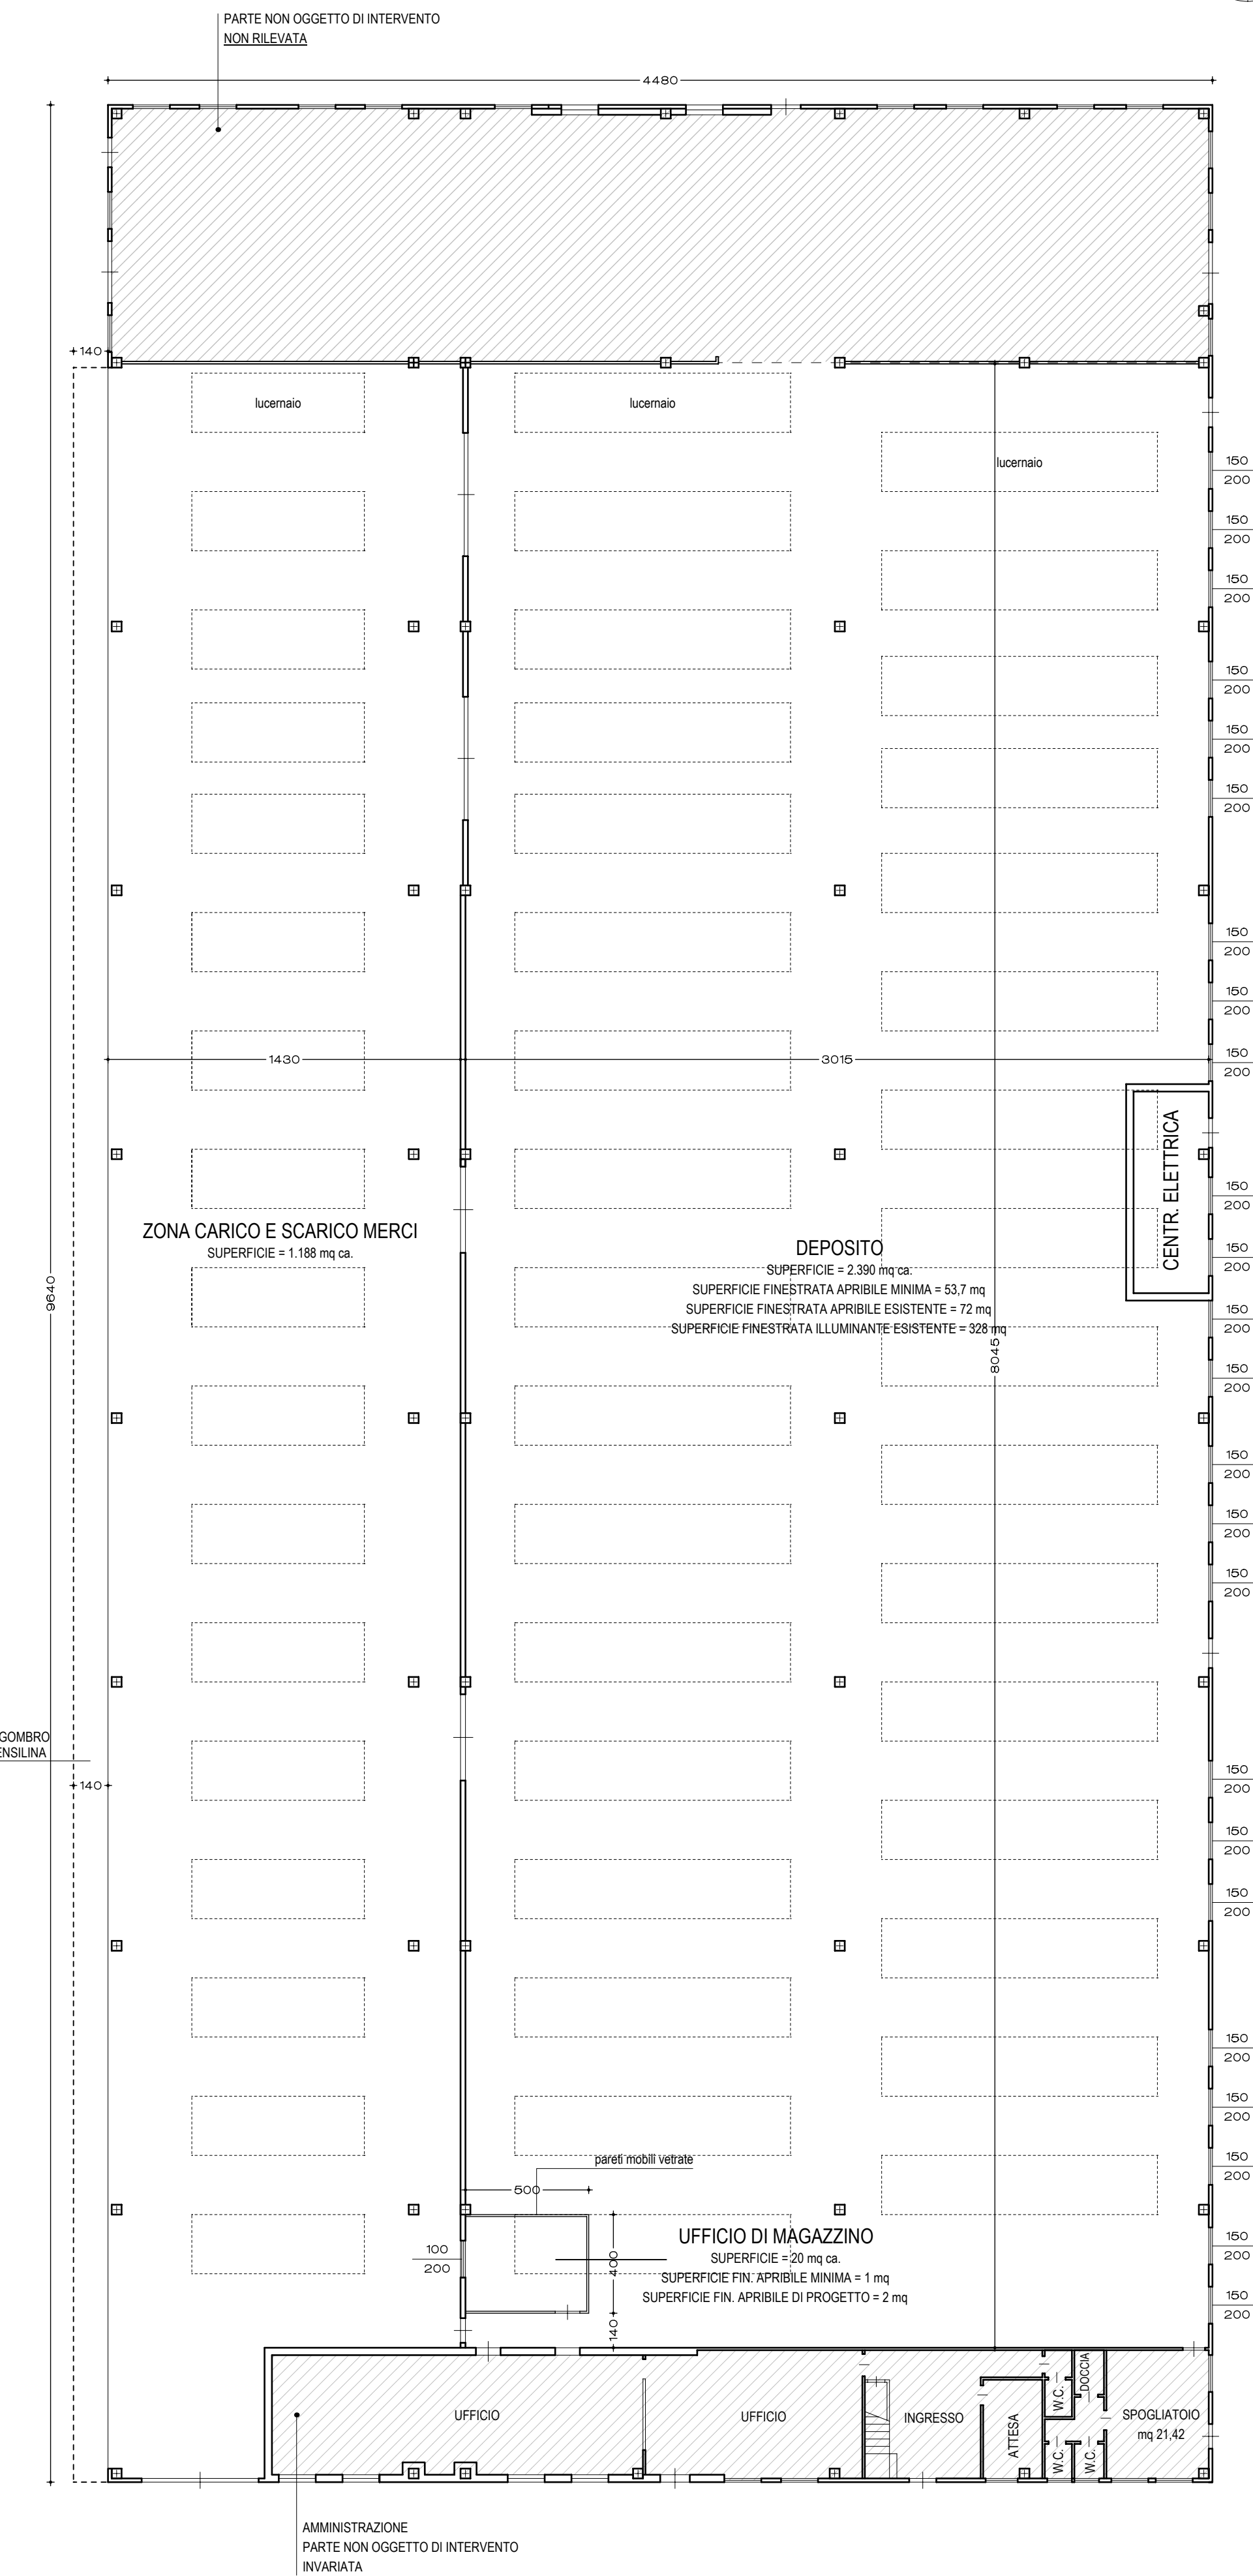 PARTE NON OGGETTO DI INTERVENTO
NON RILEVATA
4480
140
lucernaio
lucernaio
lucernaio
150
200
150
200
150
200
150
200
150
200
150
200
150
200
150
200
1430
3015
150
200
CENTR. ELETTRICA
150
200
150
200
ZONA CARICO E SCARICO MERCI
SUPERFICIE = 1.188 mq ca.
DEPOSITO
SUPERFICIE = 2.390 mq ca.
SUPERFICIE FINESTRATA APRIBILE MINIMA = 53,7 mq
SUPERFICIE FINESTRATA APRIBILE ESISTENTE = 72 mq
SUPERFICIE FINESTRATA ILLUMINANTE ESISTENTE = 328 mq
9640
8045
150
200
150
200
150
200
150
200
150
200
GOMBRO
ENSILINA
140
150
200
150
200
150
200
150
200
150
200
150
200
pareti mobili vetrate
500
400
140
100
200
UFFICIO DI MAGAZZINO
SUPERFICIE = 20 mq ca.
SUPERFICIE FIN. APRIBILE MINIMA = 1 mq
SUPERFICIE FIN. APRIBILE DI PROGETTO = 2 mq
150
200
150
200
UFFICIO
UFFICIO
INGRESSO
ATTESA
W.C.
DOCCIA
W.C.
W.C.
SPOGLIATOIO
mq 21,42
AMMINISTRAZIONE
PARTE NON OGGETTO DI INTERVENTO
INVARIATA